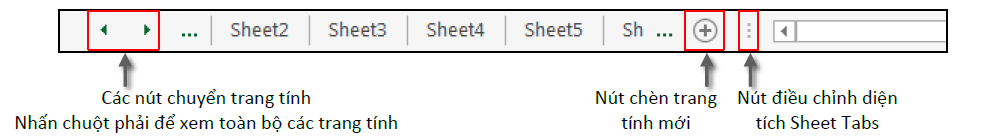 ... Sheet2 Sheet3 Sheet4 Sheet5 Sh ...
Các nút chuyển trang tính
Nhấn chuột phải để xem toàn bộ các trang tính
Nút chèn trang
tính mới
Nút điều chỉnh diện
tích Sheet Tabs